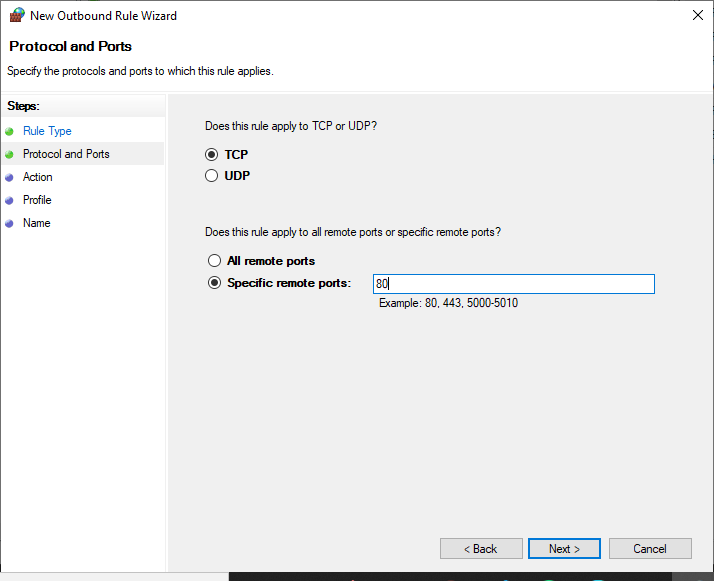 New Outbound Rule Wizard
Protocol and Ports
Specify the protocols and ports to which this rule applies.
Steps:
Rule Type
Protocol and Ports
Action
Profile
Name
Does this rule apply to TCP or UDP?
TCP
UDP
Does this rule apply to all remote ports or specific remote ports?
All remote ports
Specific remote ports:
80
Example: 80, 443, 5000-5010
< Back
Next >
Cancel